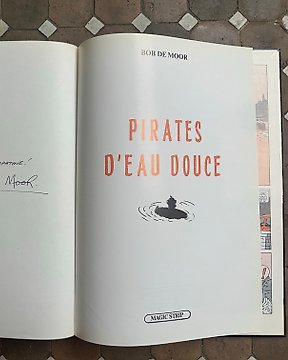 Moor.
BOB DE MOOR
PIRATES
D'EAU DOUCE
MAGIC STRIP